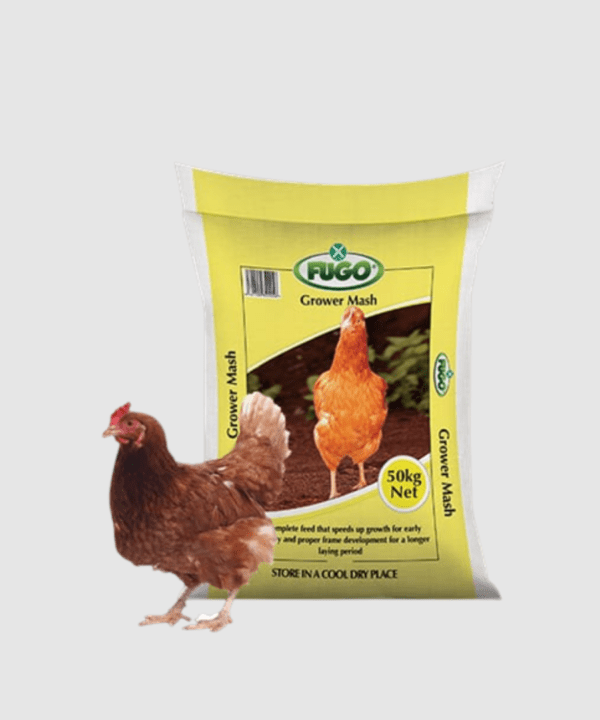 FUGO
Grower Mash
Grower Mash
FUGO
Grower Mash
50kg
Net
mplete feed that speeds up growth for early
y and proper frame development for a longer
laying period
STORE IN A COOL DRY PLACE